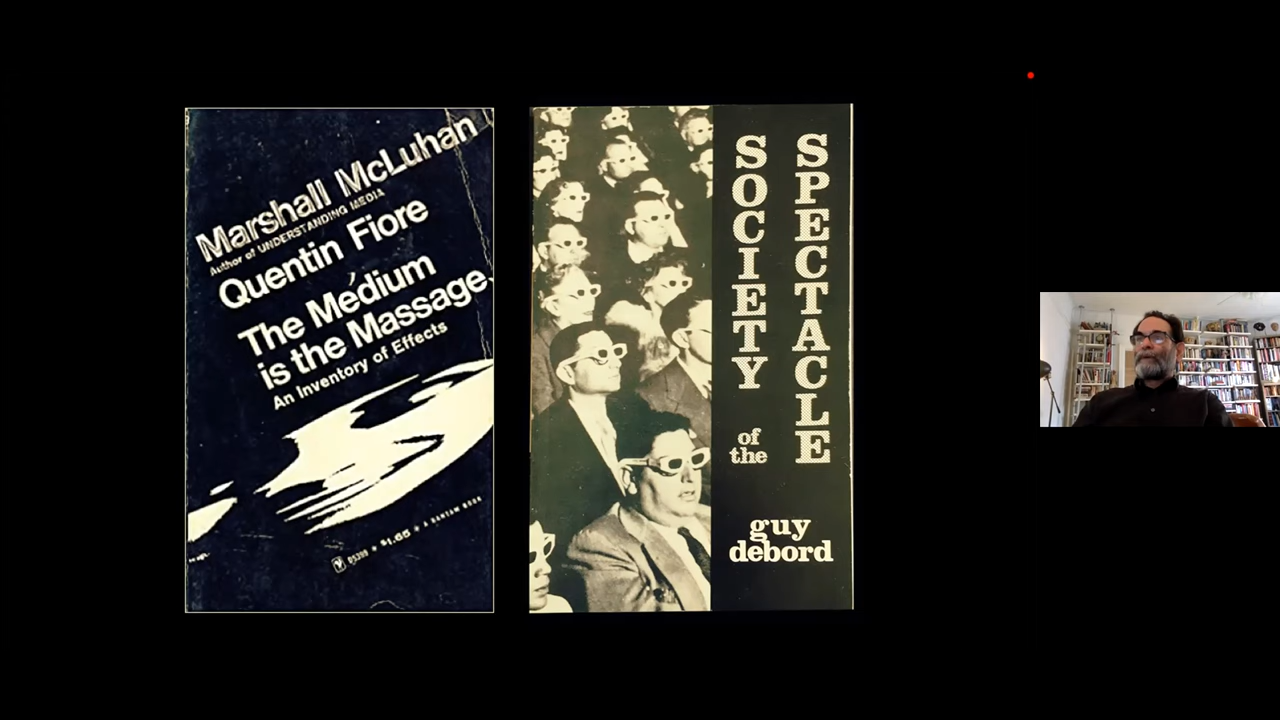 Marshall McLuhan
Author of UNDERSTANDING MEDIA
Quentin Fiore
The Medium
is the Massage
An Inventory of Effects
$1.65 * A BANTAM BOOK
SOCIETY
of
the
SPECTACLE
guy
debord